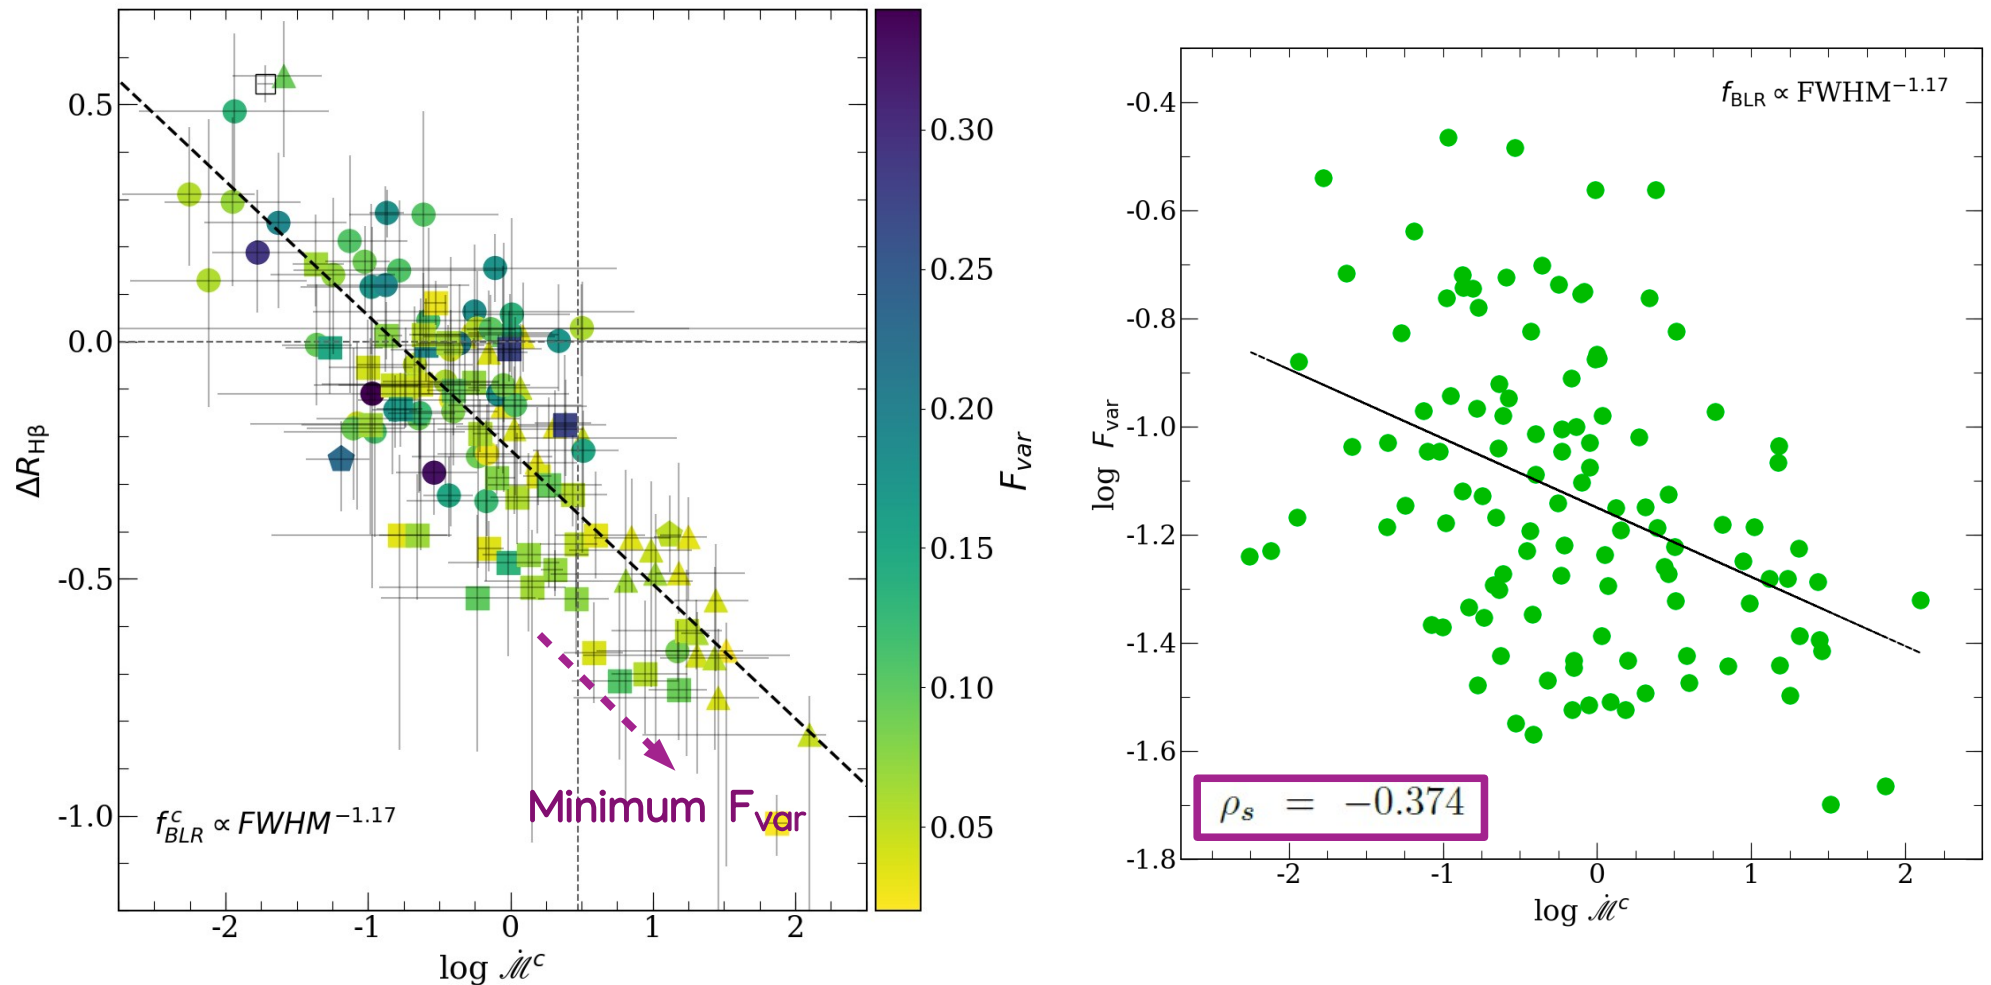 0.5
0.0
-0.5
-1.0
ΔR_Hβ
-2 -1 0 1 2
log ℳ̇^c
f^c_BLR ∝ FWHM^−1.17
Minimum F_var
0.30
0.25
0.20
0.15
0.10
0.05
F_var
f_BLR ∝ FWHM^−1.17
-0.4
-0.6
-0.8
-1.0
-1.2
-1.4
-1.6
-1.8
log F_var
ρ_s = −0.374
-2 -1 0 1 2
log ℳ̇^c